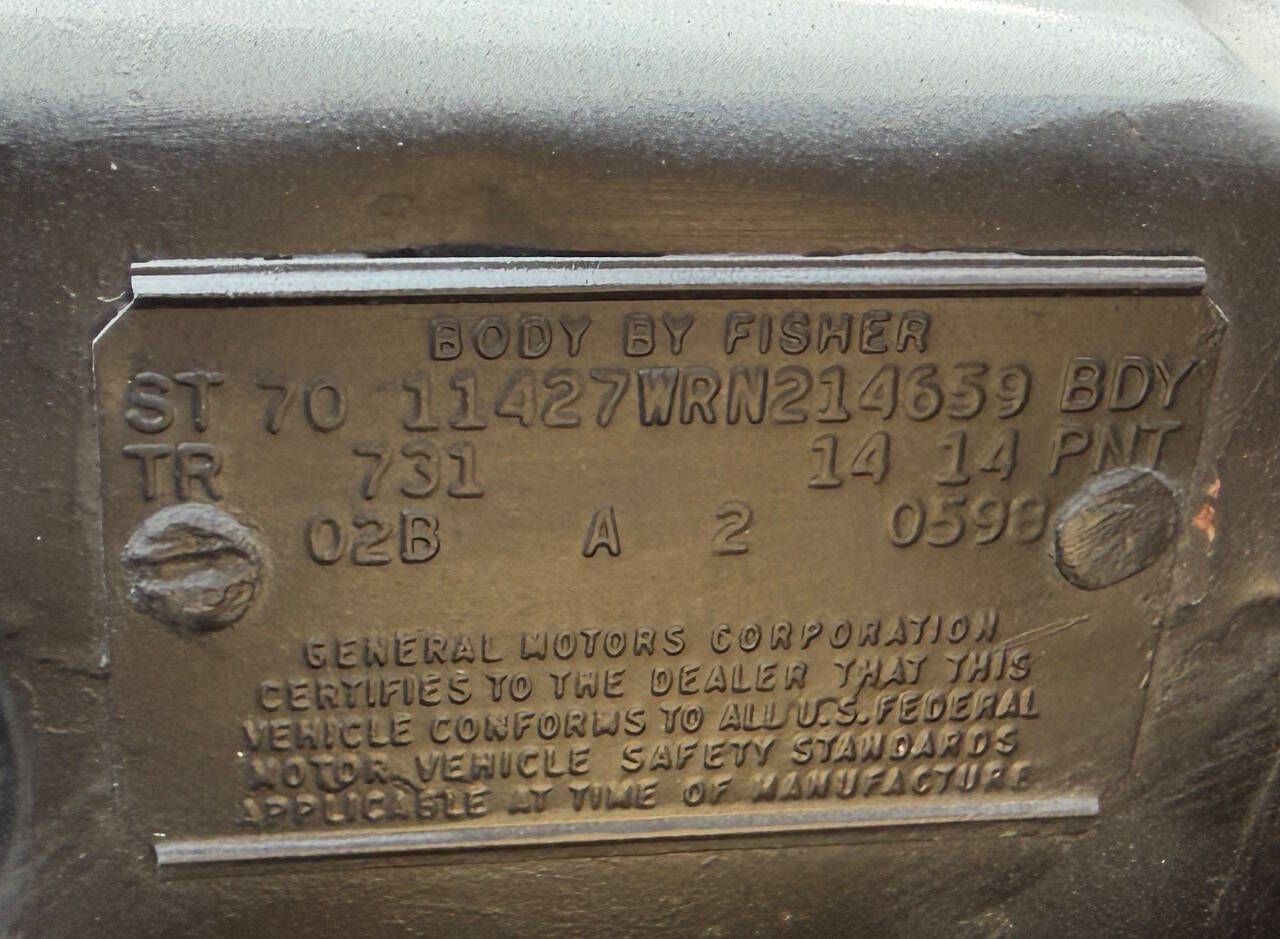 BODY BY FISHER
ST 70 11427WRN214659 BDY
TR 731 14 14 PNT
02B A 2 0598
GENERAL MOTORS CORPORATION
CERTIFIES TO THE DEALER THAT THIS
VEHICLE CONFORMS TO ALL U.S. FEDERAL
MOTOR VEHICLE SAFETY STANDARDS
APPLICABLE AT TIME OF MANUFACTURE